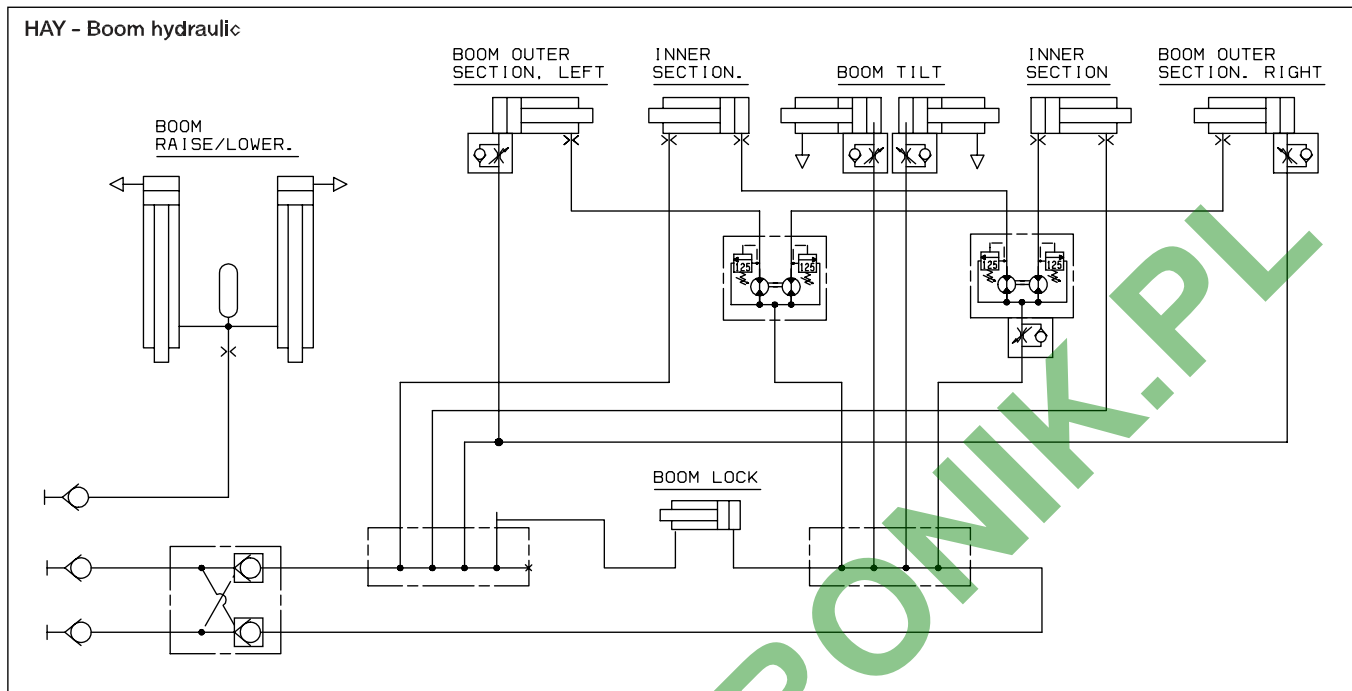 HAY - Boom hydraulic
BOOM OUTER
SECTION, LEFT
INNER
SECTION.
BOOM TILT
INNER
SECTION
BOOM OUTER
SECTION. RIGHT
BOOM
RAISE/LOWER.
125
125
125
125
BOOM LOCK
RONIK.PL